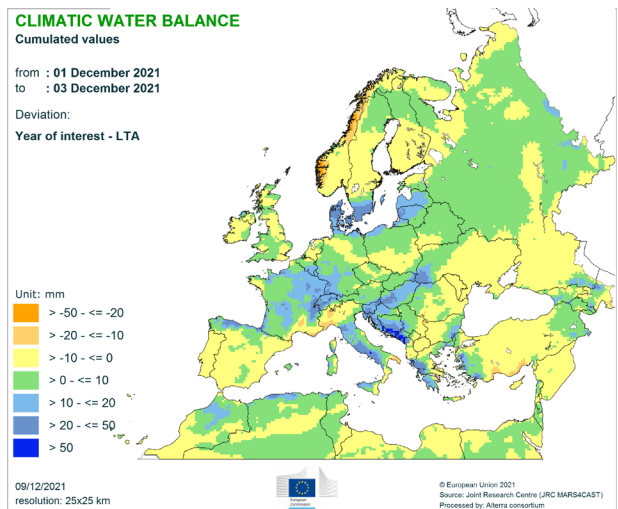 CLIMATIC WATER BALANCE
Cumulated values
from : 01 December 2021
to : 03 December 2021
Deviation:
Year of interest - LTA
Unit: mm
> -50 - <= -20
> -20 - <= -10
> -10 - <= 0
> 0 - <= 10
> 10 - <= 20
> 20 - <= 50
> 50
09/12/2021
resolution: 25x25 km
European
Commission
© European Union 2021
Source: Joint Research Centre (JRC MARS4CAST)
Processed by: Alterra consortium